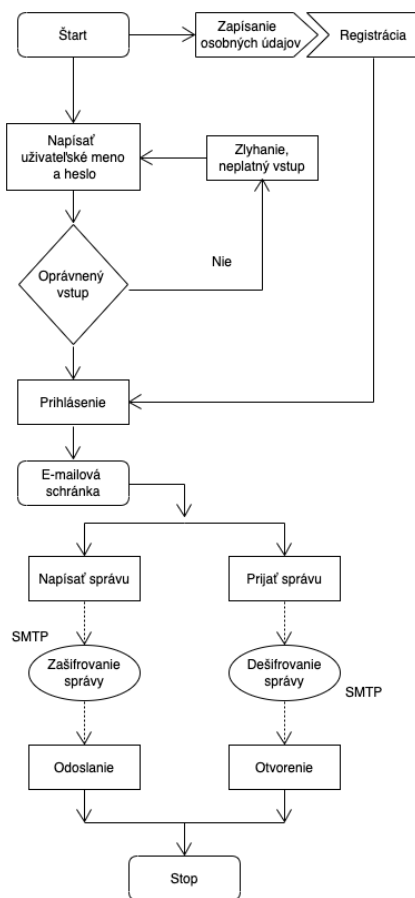 Štart
Zapísanie
osobných údajov
Registrácia
Napísať
uživateľské meno
a heslo
Zlyhanie,
neplatný vstup
Oprávnený
vstup
Nie
Prihlásenie
E-mailová
schránka
Napísať správu
Prijať správu
SMTP
Zašifrovanie
správy
Dešifrovanie
správy
SMTP
Odoslanie
Otvorenie
Stop